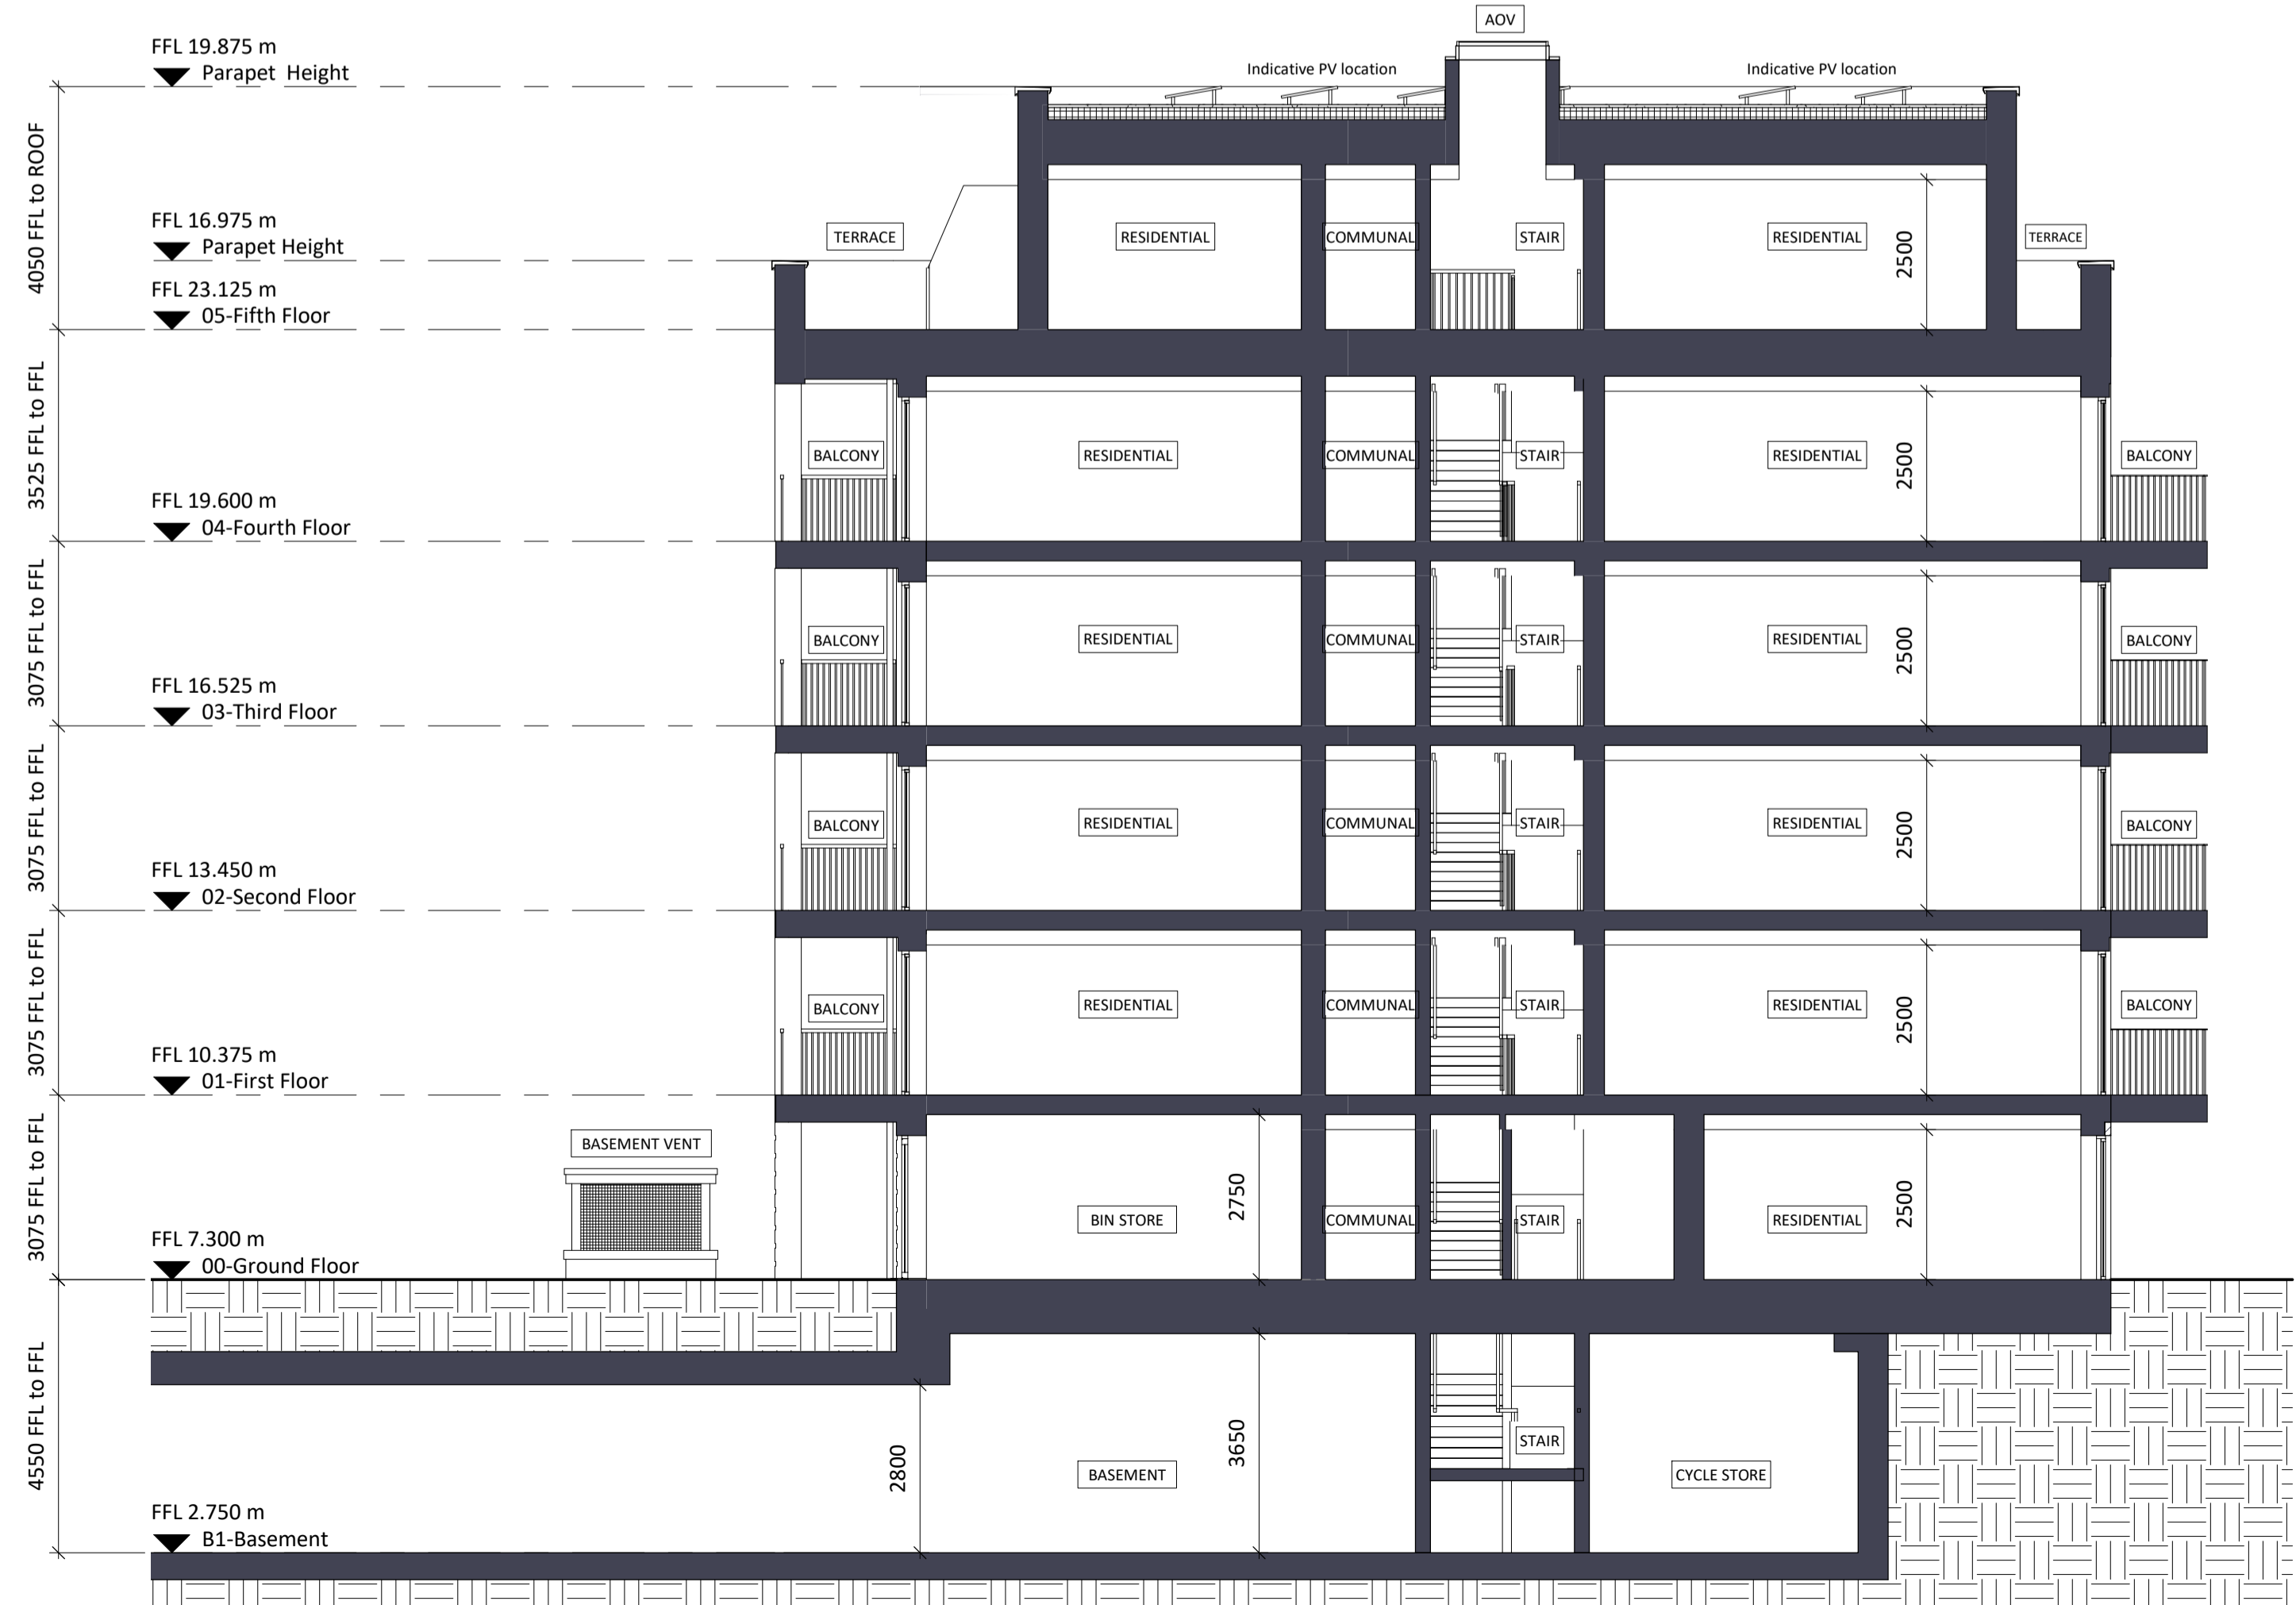 AOV
FFL 19.875 m
Parapet Height
Indicative PV location
Indicative PV location
4050 FFL to ROOF
FFL 16.975 m
Parapet Height
TERRACE
RESIDENTIAL
COMMUNAL
STAIR
RESIDENTIAL
2500
TERRACE
FFL 23.125 m
05-Fifth Floor
3525 FFL to FFL
BALCONY
RESIDENTIAL
COMMUNAL
STAIR
RESIDENTIAL
2500
BALCONY
FFL 19.600 m
04-Fourth Floor
3075 FFL to FFL
BALCONY
RESIDENTIAL
COMMUNAL
STAIR
RESIDENTIAL
2500
BALCONY
FFL 16.525 m
03-Third Floor
3075 FFL to FFL
BALCONY
RESIDENTIAL
COMMUNAL
STAIR
RESIDENTIAL
2500
BALCONY
FFL 13.450 m
02-Second Floor
3075 FFL to FFL
BALCONY
RESIDENTIAL
COMMUNAL
STAIR
RESIDENTIAL
2500
BALCONY
FFL 10.375 m
01-First Floor
3075 FFL to FFL
BASEMENT VENT
BIN STORE
2750
COMMUNAL
STAIR
RESIDENTIAL
2500
FFL 7.300 m
00-Ground Floor
4550 FFL to FFL
2800
BASEMENT
3650
STAIR
CYCLE STORE
FFL 2.750 m
B1-Basement